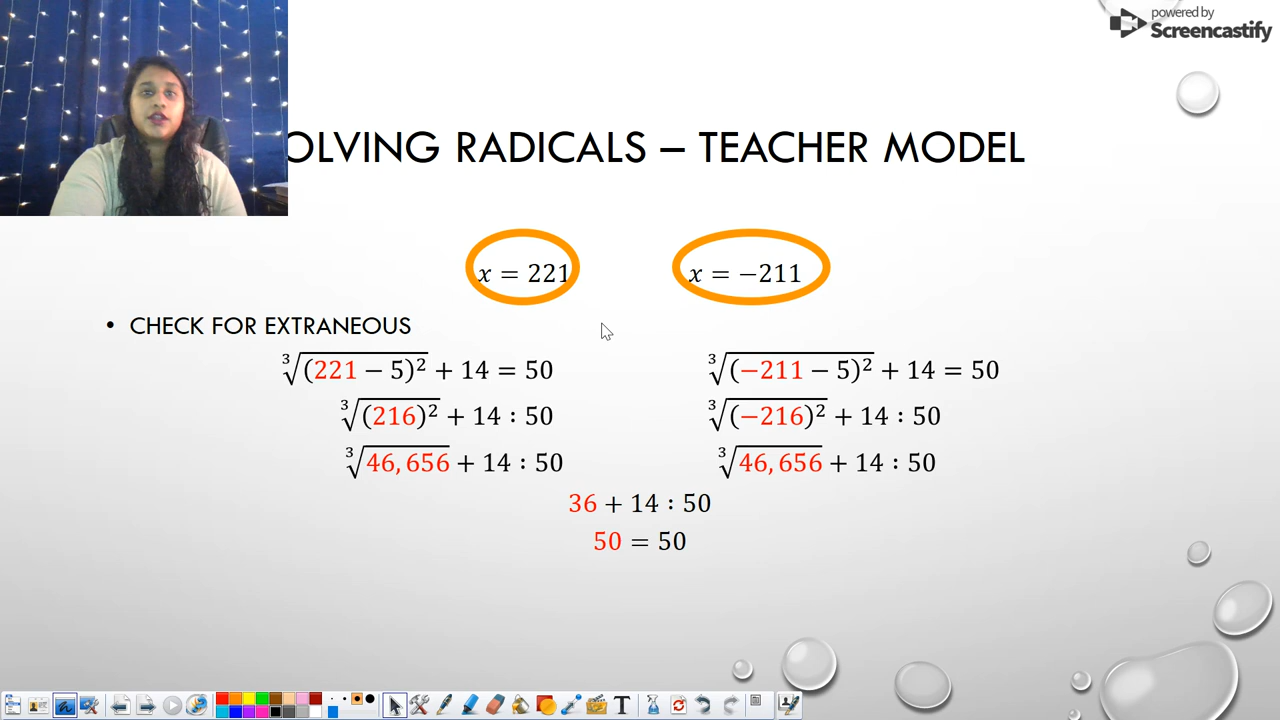 powered by
Screencastify
OLVING RADICALS – TEACHER MODEL
x = 221
x = −211
• CHECK FOR EXTRANEOUS
∛(221 − 5)² + 14 = 50
∛(−211 − 5)² + 14 = 50
∛(216)² + 14 : 50
∛(−216)² + 14 : 50
∛46,656 + 14 : 50
∛46,656 + 14 : 50
36 + 14 : 50
50 = 50